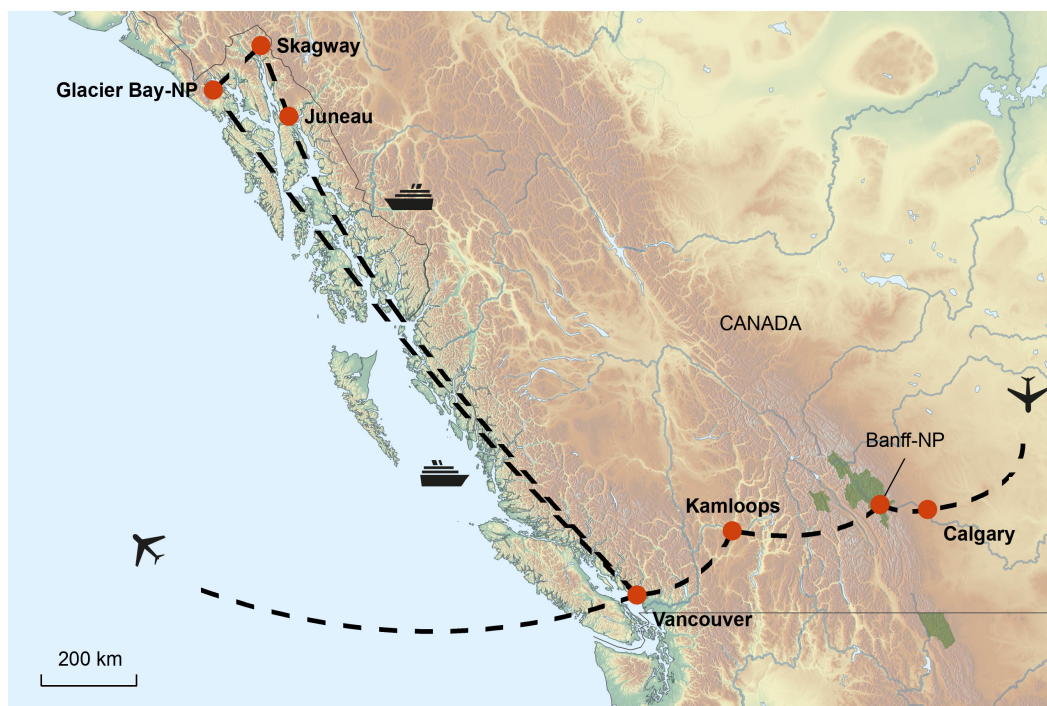 Skagway
Glacier Bay-NP
Juneau
CANADA
Banff-NP
Kamloops
Calgary
Vancouver
200 km